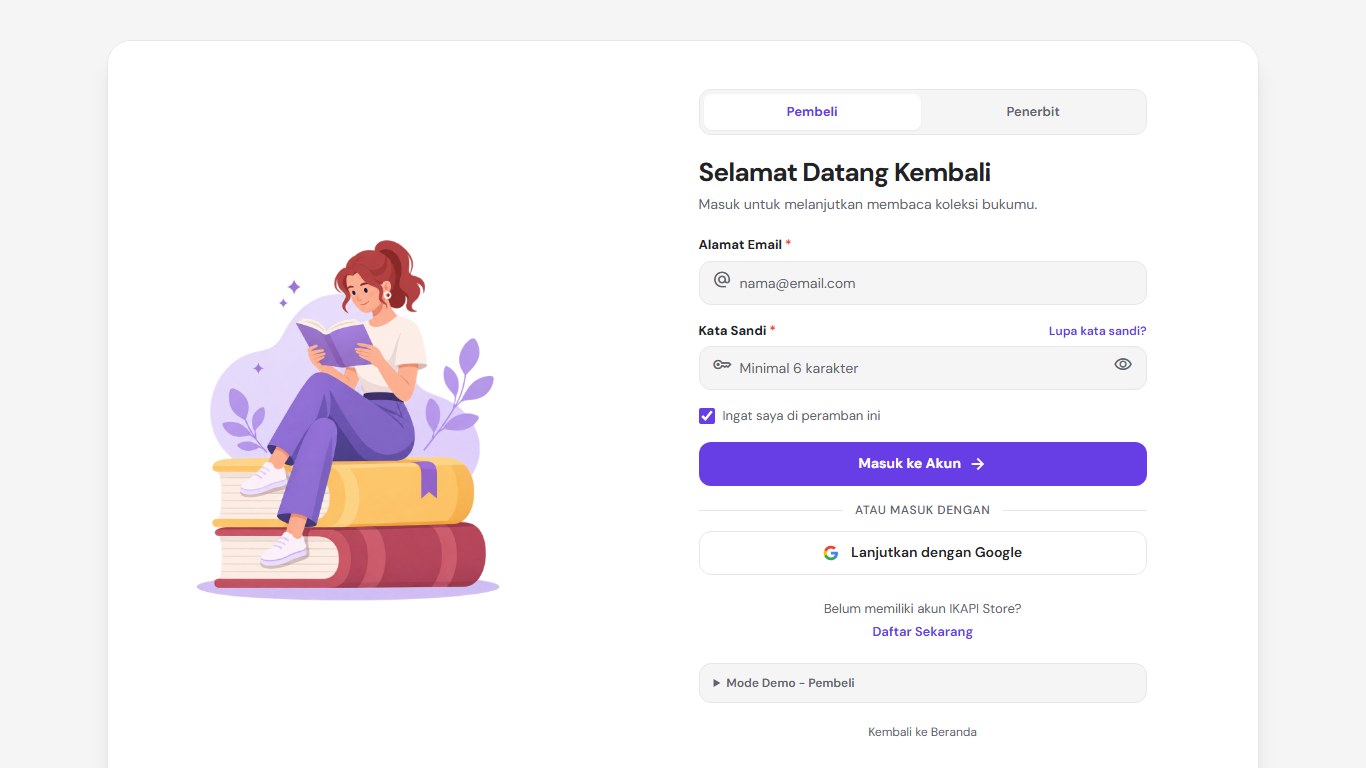 Pembeli
Penerbit
Selamat Datang Kembali
Masuk untuk melanjutkan membaca koleksi bukumu.
Alamat Email *
nama@email.com
Kata Sandi *
Lupa kata sandi?
Minimal 6 karakter
Ingat saya di peramban ini
Masuk ke Akun →
ATAU MASUK DENGAN
Lanjutkan dengan Google
Belum memiliki akun IKAPI Store?
Daftar Sekarang
Mode Demo - Pembeli
Kembali ke Beranda